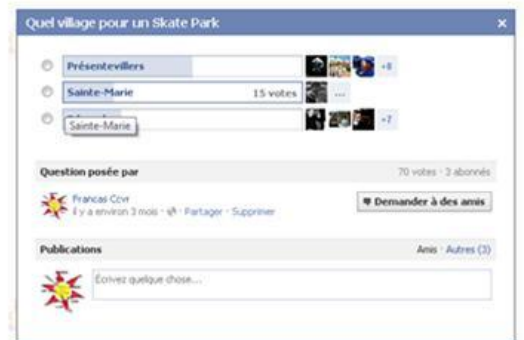 Quel village pour un Skate Park ×
Présentevillers +8
Sainte-Marie 15 votes ...
Sainte-Marie +7
Question posée par 70 votes · 3 abonnés
Francas Ccvr
il y a environ 3 mois · Partager · Supprimer
Demander à des amis
Publications Amis · Autres (3)
Écrivez quelque chose...